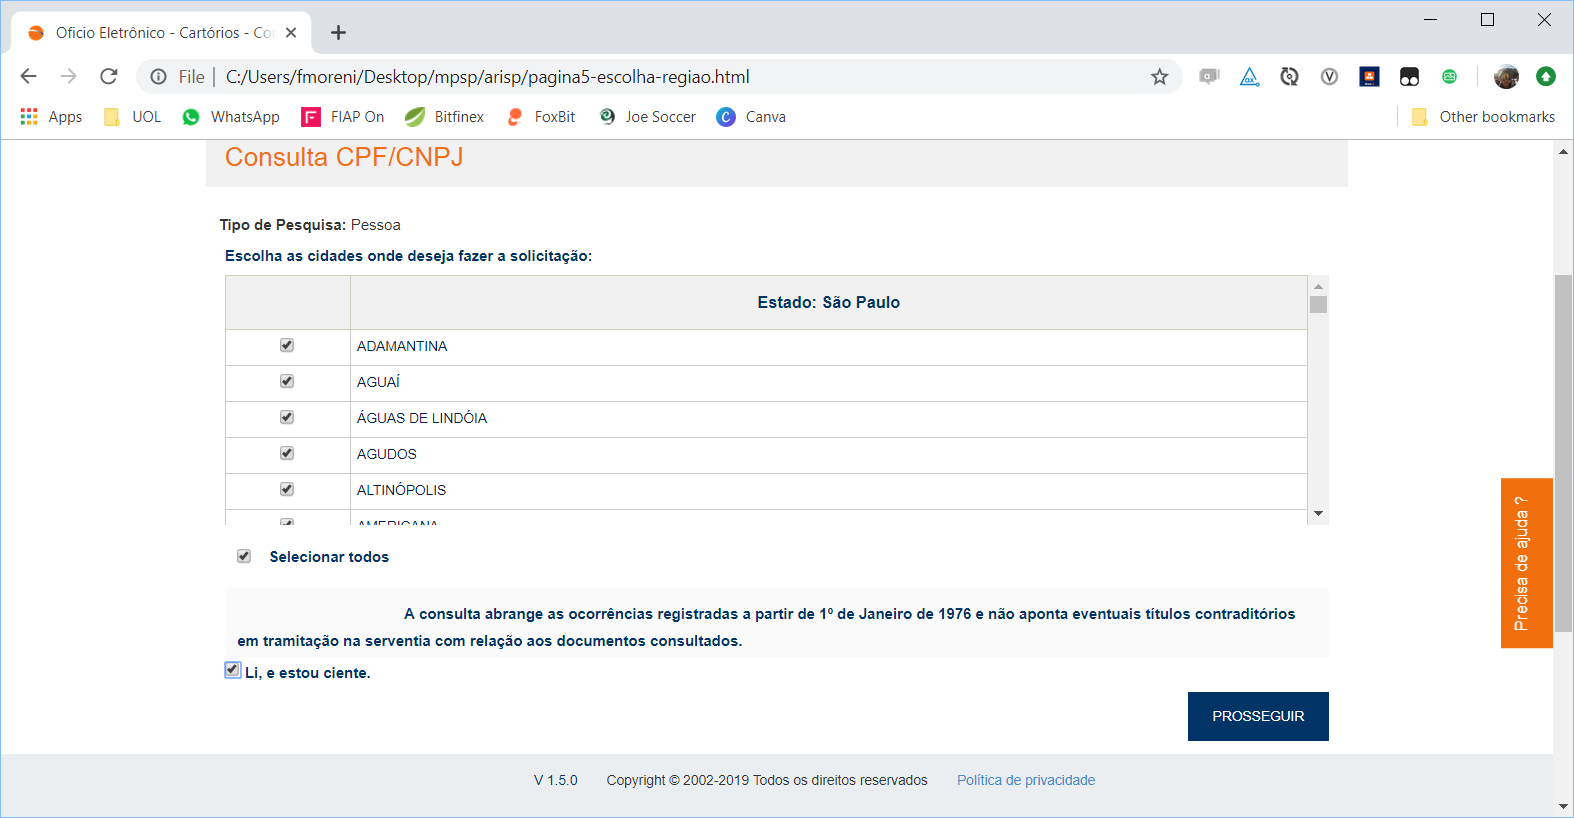 Oficio Eletrônico - Cartórios - Co
File
C:/Users/fmoreni/Desktop/mpsp/arisp/pagina5-escolha-regiao.html
Apps
UOL
WhatsApp
FIAP On
Bitfinex
FoxBit
Joe Soccer
Canva
Other bookmarks
Consulta CPF/CNPJ
Tipo de Pesquisa: Pessoa
Escolha as cidades onde deseja fazer a solicitação:
Estado: São Paulo
ADAMANTINA
AGUAÍ
ÁGUAS DE LINDÓIA
AGUDOS
ALTINÓPOLIS
AMERICANA
Selecionar todos
A consulta abrange as ocorrências registradas a partir de 1º de Janeiro de 1976 e não aponta eventuais títulos contraditórios
em tramitação na serventia com relação aos documentos consultados.
Li, e estou ciente.
PROSSEGUIR
Precisa de ajuda ?
V 1.5.0
Copyright © 2002-2019 Todos os direitos reservados
Política de privacidade